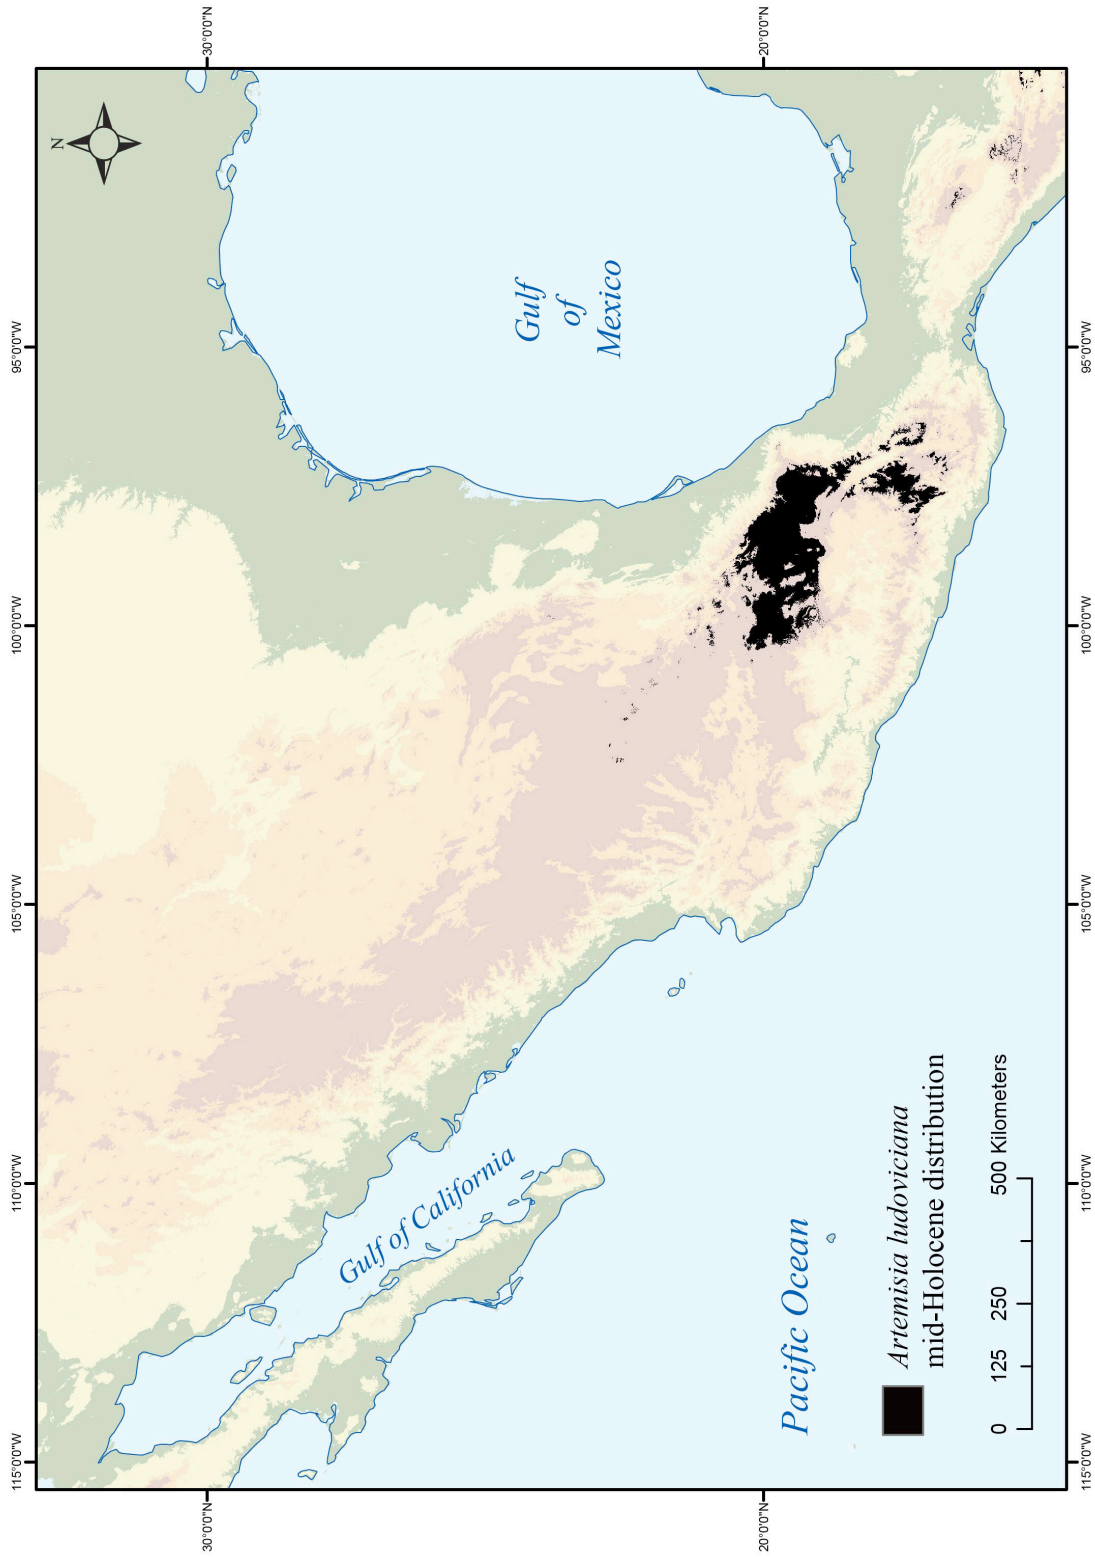 115°0'0"W
110°0'0"W
105°0'0"W
100°0'0"W
95°0'0"W
N
30°0'0"N
30°0'0"N
Gulf
of
Mexico
Gulf of California
20°0'0"N
20°0'0"N
Pacific Ocean
Artemisia ludoviciana
mid-Holocene distribution
0 125 250 500 Kilometers
115°0'0"W
110°0'0"W
105°0'0"W
100°0'0"W
95°0'0"W